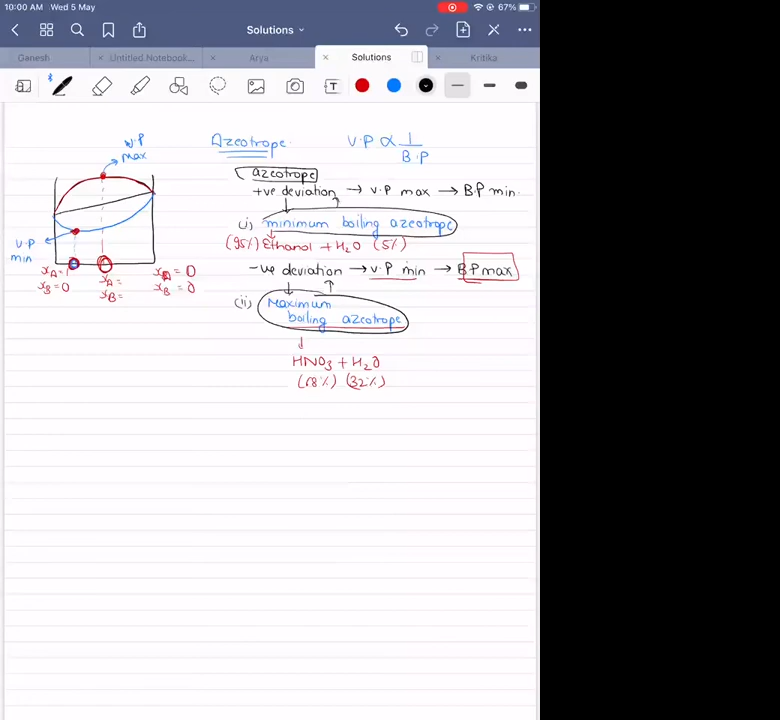 10:00 AM Wed 5 May
67%
Solutions
Ganesh
Untitled Notebook...
Arya
Solutions
Kritika
T
V.P
max
Azeotrope
V.P ∝ 1/B.P
azeotrope
+ve deviation → V.P max → B.P min.
(i) minimum boiling azeotrope
(95%) Ethanol + H2O (5%)
V.P
min
-ve deviation → V.P min → B.P max
xA=1
xB=0
xA=
xB=
xA=0
xB=0
(ii) Maximum
boiling azeotrope
HNO3 + H2O
(68%) (32%)